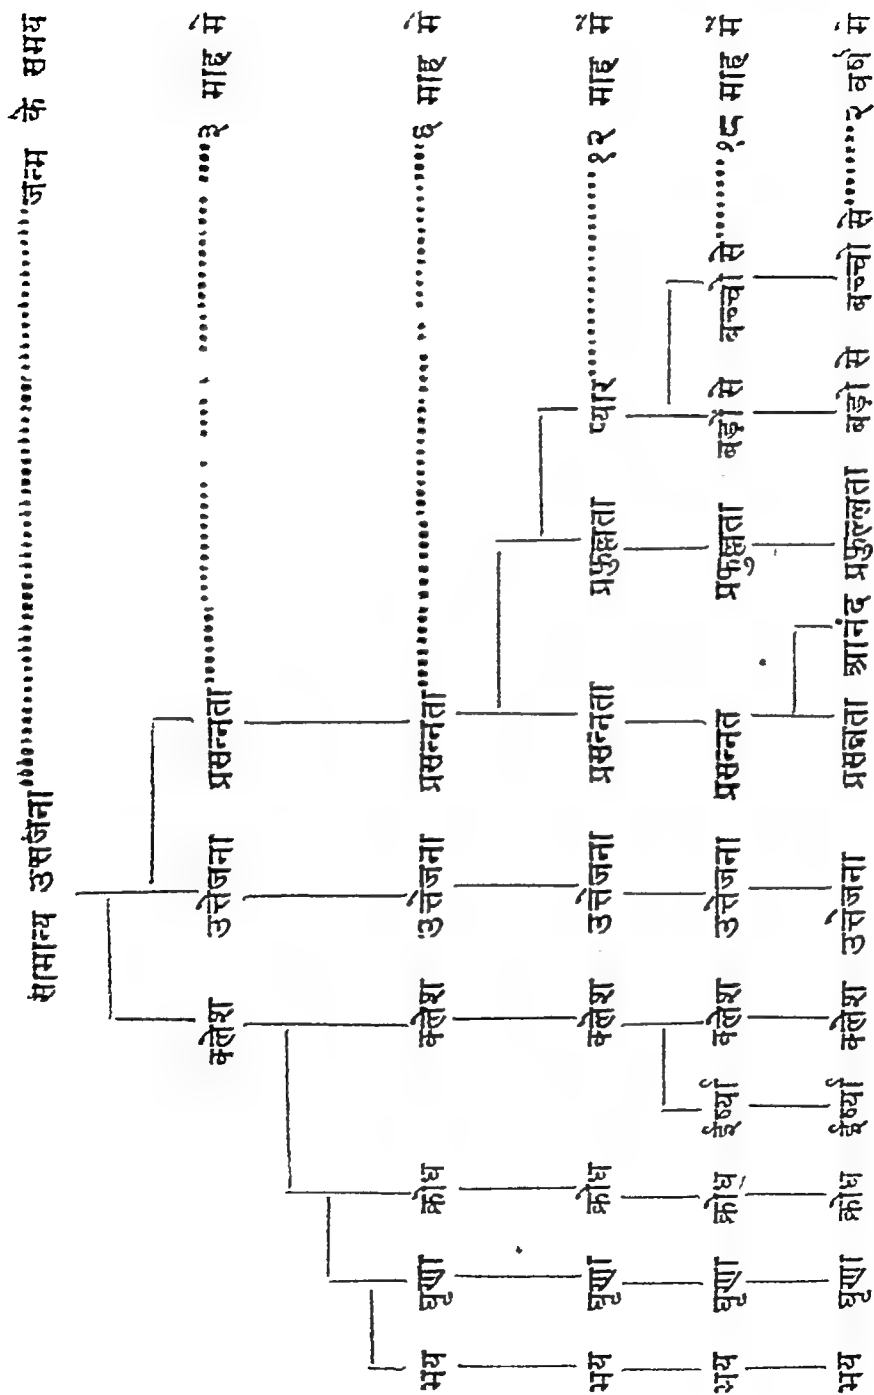 सामान्य उत्तेजना........................जन्म के समय
क्लेश उत्तेजना प्रसन्नता........................३ माह में
भय घृणा क्रोध क्लेश उत्तेजना प्रसन्नता........................६ माह में
भय घृणा क्रोध क्लेश उत्तेजना प्रसन्नता प्रफुल्लता प्यार............१२ माह में
भय घृणा क्रोध ईर्ष्या क्लेश उत्तेजना प्रसन्नत प्रफुल्लता बड़ों से बच्चों से........१८ माह में
भय घृणा क्रोध ईर्ष्या क्लेश उत्तेजना प्रसन्नता आनंद प्रफुल्लता बड़ों से बच्चों से........२ वर्ष में